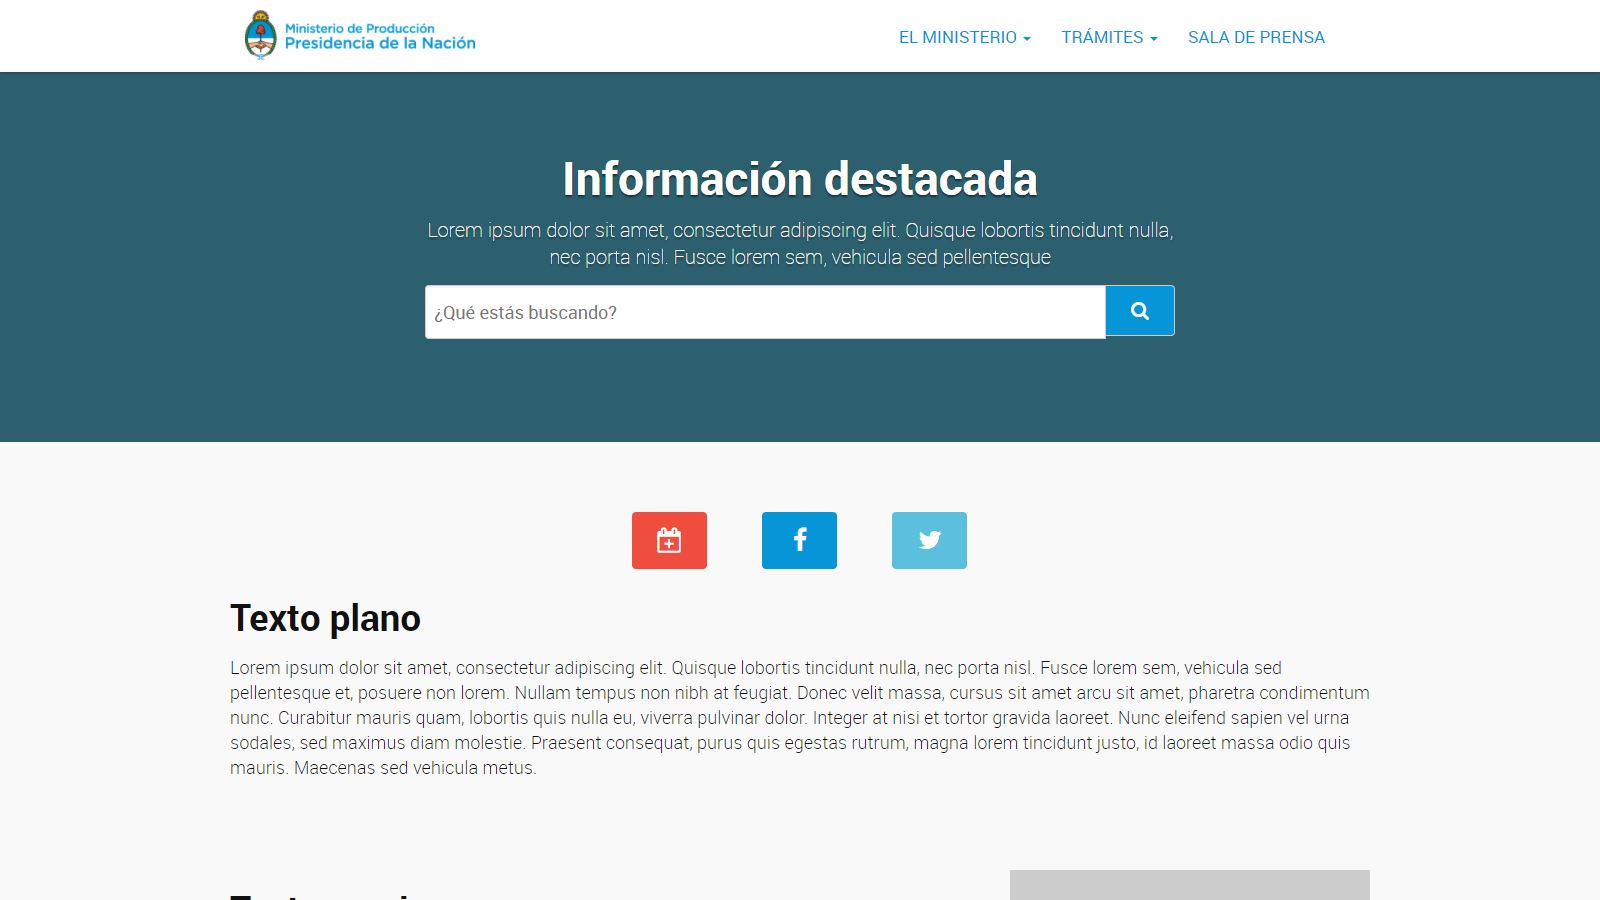 Ministerio de Producción
Presidencia de la Nación
EL MINISTERIO
TRÁMITES
SALA DE PRENSA
Información destacada
Lorem ipsum dolor sit amet, consectetur adipiscing elit. Quisque lobortis tincidunt nulla,
nec porta nisl. Fusce lorem sem, vehicula sed pellentesque
¿Qué estás buscando?
Texto plano
Lorem ipsum dolor sit amet, consectetur adipiscing elit. Quisque lobortis tincidunt nulla, nec porta nisl. Fusce lorem sem, vehicula sed
pellentesque et, posuere non lorem. Nullam tempus non nibh at feugiat. Donec velit massa, cursus sit amet arcu sit amet, pharetra condimentum
nunc. Curabitur mauris quam, lobortis quis nulla eu, viverra pulvinar dolor. Integer at nisi et tortor gravida laoreet. Nunc eleifend sapien vel urna
sodales, sed maximus diam molestie. Praesent consequat, purus quis egestas rutrum, magna lorem tincidunt justo, id laoreet massa odio quis
mauris. Maecenas sed vehicula metus.